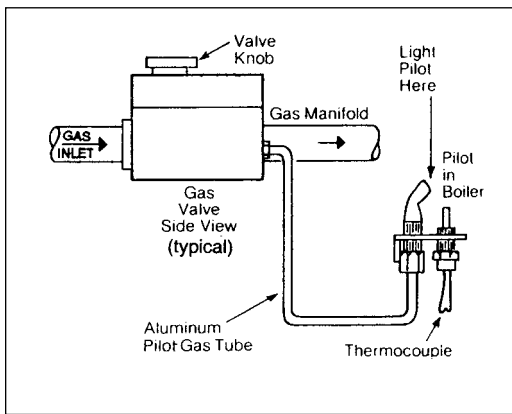 Valve
Knob
Light
Pilot
Here
Gas Manifold
GAS
INLET
Pilot
in
Boiler
Gas
Valve
Side View
(typical)
Aluminum
Pilot Gas Tube
Thermocouple